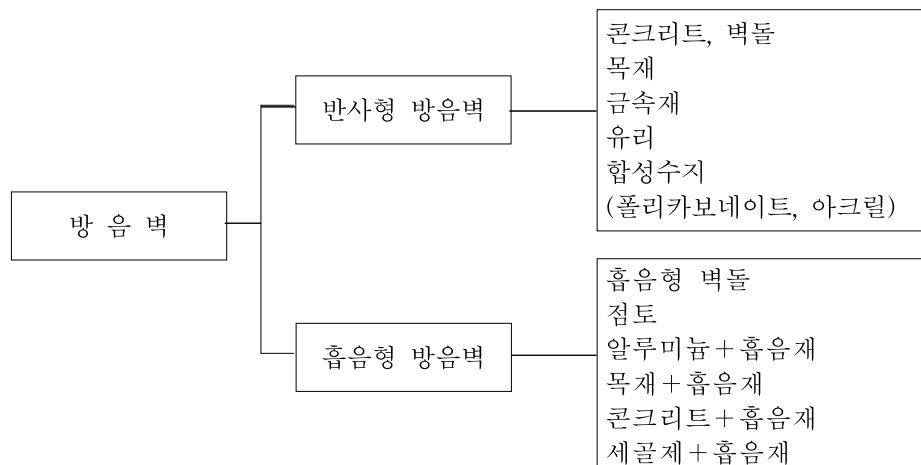 방 음 벽
반사형 방음벽
콘크리트, 벽돌
목재
금속재
유리
합성수지
(폴리카보네이트, 아크릴)
흡음형 방음벽
흡음형 벽돌
점토
알루미늄+흡음재
목재+흡음재
콘크리트+흡음재
세골제+흡음재